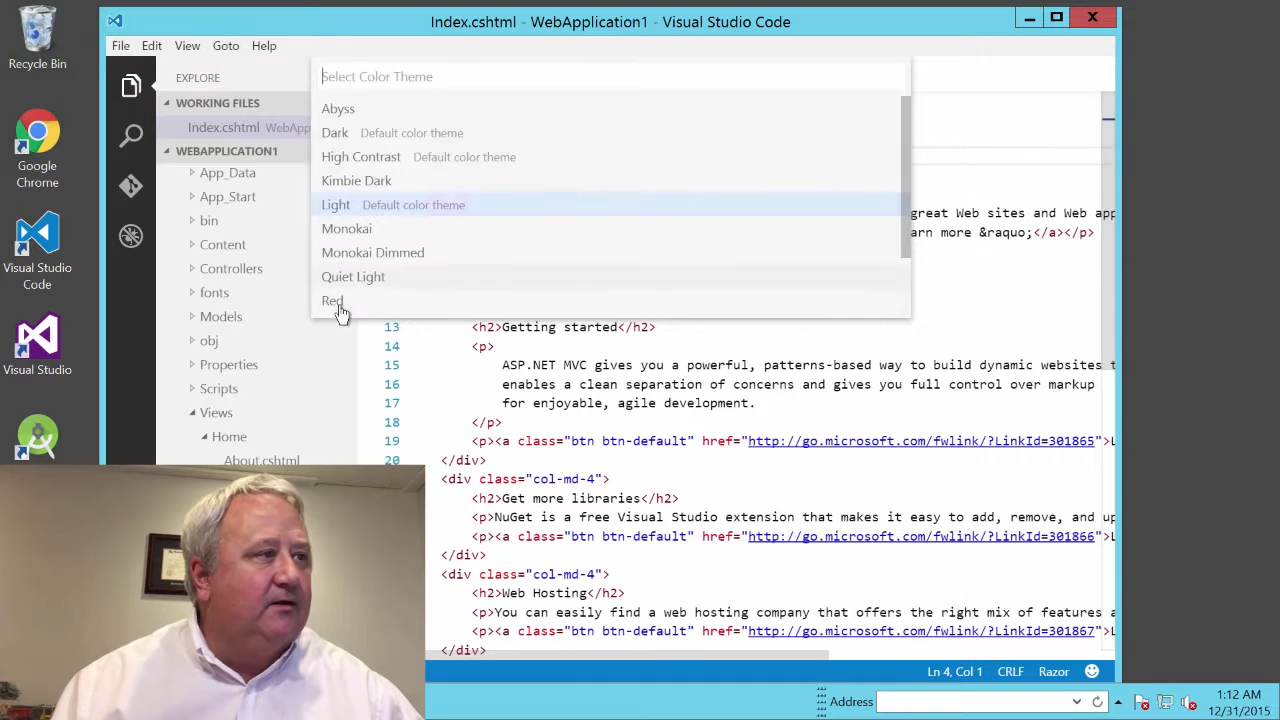 Recycle Bin
Google
Chrome
Visual Studio
Code
Visual Studio
Index.cshtml - WebApplication1 - Visual Studio Code
File Edit View Goto Help
EXPLORE
WORKING FILES
Index.cshtml WebApp
WEBAPPLICATION1
App_Data
App_Start
bin
Content
Controllers
fonts
Models
obj
Properties
Scripts
Views
Home
About.cshtml
Select Color Theme
Abyss
Dark Default color theme
High Contrast Default color theme
Kimbie Dark
Light Default color theme
Monokai
Monokai Dimmed
Quiet Light
Red
great Web sites and Web app
arn more &raquo;</a></p>
13 <h2>Getting started</h2>
14 <p>
15 ASP.NET MVC gives you a powerful, patterns-based way to build dynamic websites t
16 enables a clean separation of concerns and gives you full control over markup
17 for enjoyable, agile development.
18 </p>
19 <p><a class="btn btn-default" href="http://go.microsoft.com/fwlink/?LinkId=301865">L
20 </div>
<div class="col-md-4">
<h2>Get more libraries</h2>
<p>NuGet is a free Visual Studio extension that makes it easy to add, remove, and up
<p><a class="btn btn-default" href="http://go.microsoft.com/fwlink/?LinkId=301866">L
</div>
<div class="col-md-4">
<h2>Web Hosting</h2>
<p>You can easily find a web hosting company that offers the right mix of features a
<p><a class="btn btn-default" href="http://go.microsoft.com/fwlink/?LinkId=301867">L
</div>
Ln 4, Col 1 CRLF Razor
Address
1:12 AM
12/31/2015